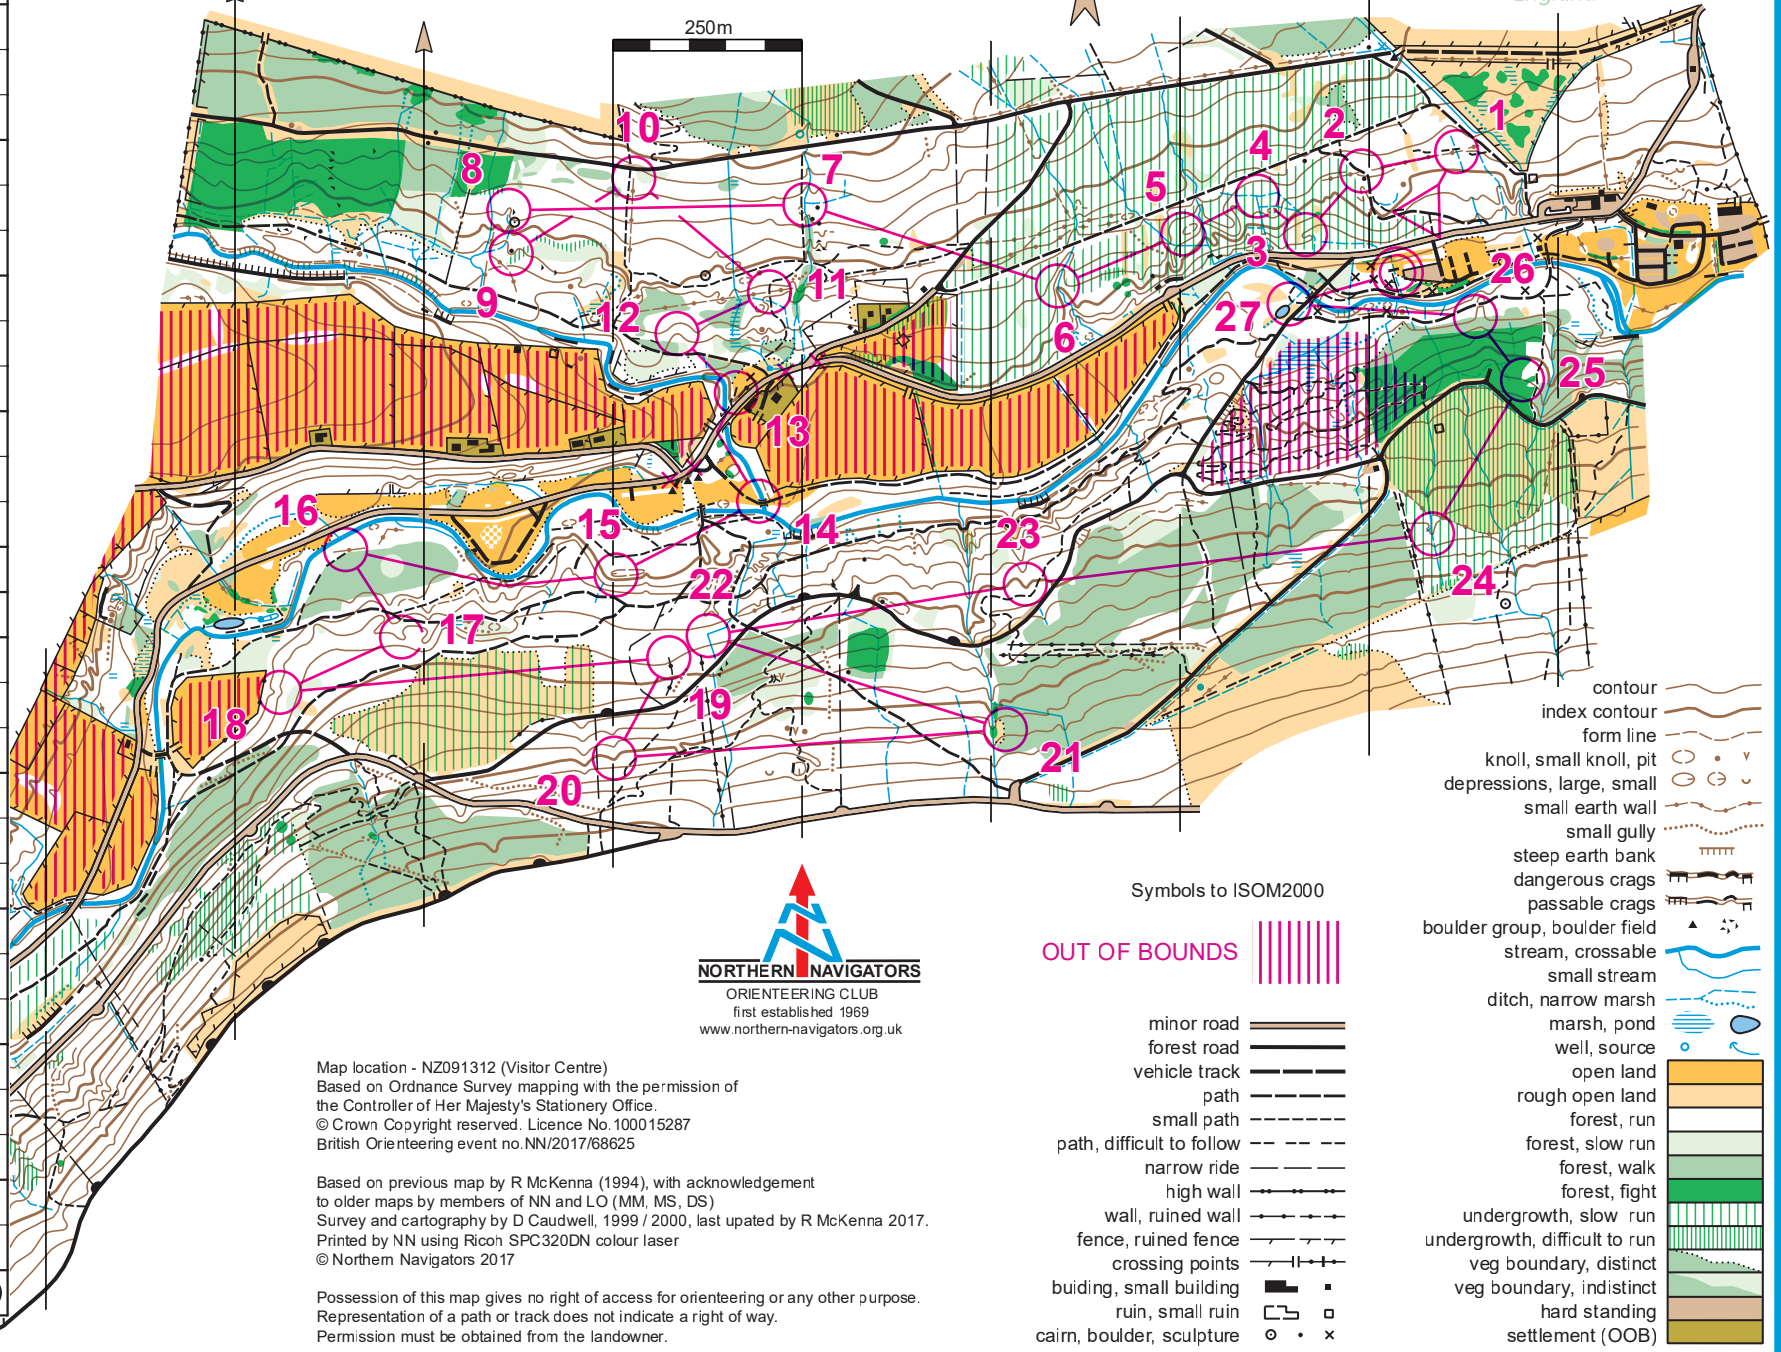 England
250m
1
2
10
4
7
8
5
3
26
11
9
12
27
6
25
13
16
15
14
23
22
24
17
18
19
21
20
contour
index contour
form line
knoll, small knoll, pit
depressions, large, small
small earth wall
small gully
steep earth bank
dangerous crags
passable crags
boulder group, boulder field
stream, crossable
small stream
ditch, narrow marsh
marsh, pond
well, source
open land
rough open land
forest, run
forest, slow run
forest, walk
forest, fight
undergrowth, slow run
undergrowth, difficult to run
veg boundary, distinct
veg boundary, indistinct
hard standing
settlement (OOB)
Symbols to ISOM2000
OUT OF BOUNDS
minor road
forest road
vehicle track
path
small path
path, difficult to follow
narrow ride
high wall
wall, ruined wall
fence, ruined fence
crossing points
buiding, small building
ruin, small ruin
cairn, boulder, sculpture
NORTHERN NAVIGATORS
ORIENTEERING CLUB
first established 1969
www.northern-navigators.org.uk
Map location - NZ091312 (Visitor Centre)
Based on Ordnance Survey mapping with the permission of
the Controller of Her Majesty's Stationery Office.
© Crown Copyright reserved. Licence No.100015287
British Orienteering event no.NN/2017/68625
Based on previous map by R McKenna (1994), with acknowledgement
to older maps by members of NN and LO (MM, MS, DS)
Survey and cartography by D Caudwell, 1999 / 2000, last upated by R McKenna 2017.
Printed by NN using Ricoh SPC320DN colour laser
© Northern Navigators 2017
Possession of this map gives no right of access for orienteering or any other purpose.
Representation of a path or track does not indicate a right of way.
Permission must be obtained from the landowner.